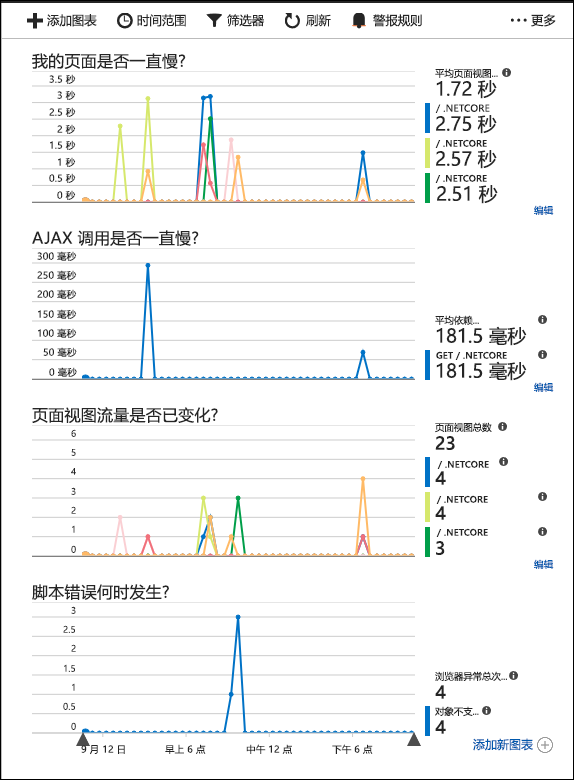 添加图表 时间范围 筛选器 刷新 警报规则 ··· 更多
我的页面是否一直慢?
3.5 秒
3 秒
2.5 秒
2 秒
1.5 秒
1 秒
0.5 秒
0 秒
平均页面视图...
1.72 秒
/ .NETCORE
2.75 秒
/ .NETCORE
2.57 秒
/ .NETCORE
2.51 秒
编辑
AJAX 调用是否一直慢?
300 毫秒
250 毫秒
200 毫秒
150 毫秒
100 毫秒
50 毫秒
0 毫秒
平均依赖...
181.5 毫秒
GET / .NETCORE
181.5 毫秒
编辑
页面视图流量是否已变化?
6
5
4
3
2
1
0
页面视图总数
23
/ .NETCORE
4
/ .NETCORE
4
/ .NETCORE
3
编辑
脚本错误何时发生?
3
2.5
2
1.5
1
0.5
0
9 月 12 日 早上 6 点 中午 12 点 下午 6 点
浏览器异常总次...
4
对象不支...
4
添加新图表